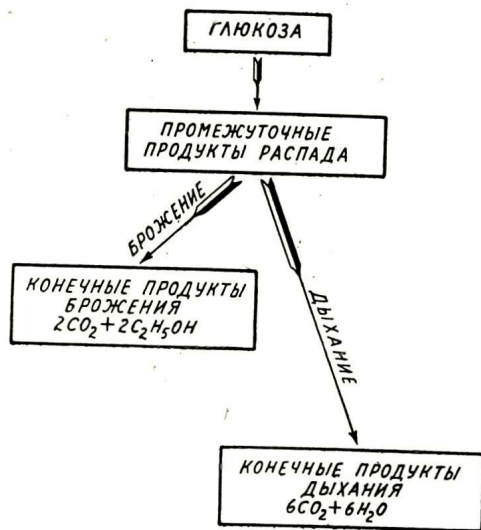 ГЛЮКОЗА
ПРОМЕЖУТОЧНЫЕ
ПРОДУКТЫ РАСПАДА
БРОЖЕНИЕ
ДЫХАНИЕ
КОНЕЧНЫЕ ПРОДУКТЫ
БРОЖЕНИЯ
2CO₂+2C₂H₅OH
КОНЕЧНЫЕ ПРОДУКТЫ
ДЫХАНИЯ
6CO₂+6H₂O